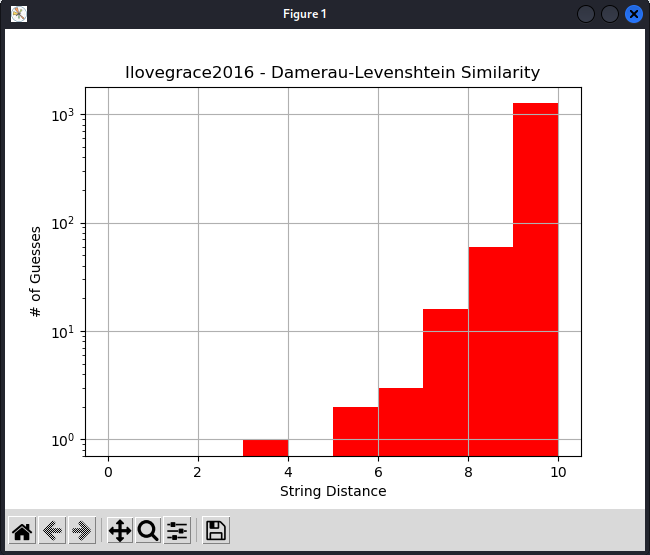 Figure 1
Ilovegrace2016 - Damerau-Levenshtein Similarity
# of Guesses
10³
10²
10¹
10⁰
0 2 4 6 8 10
String Distance